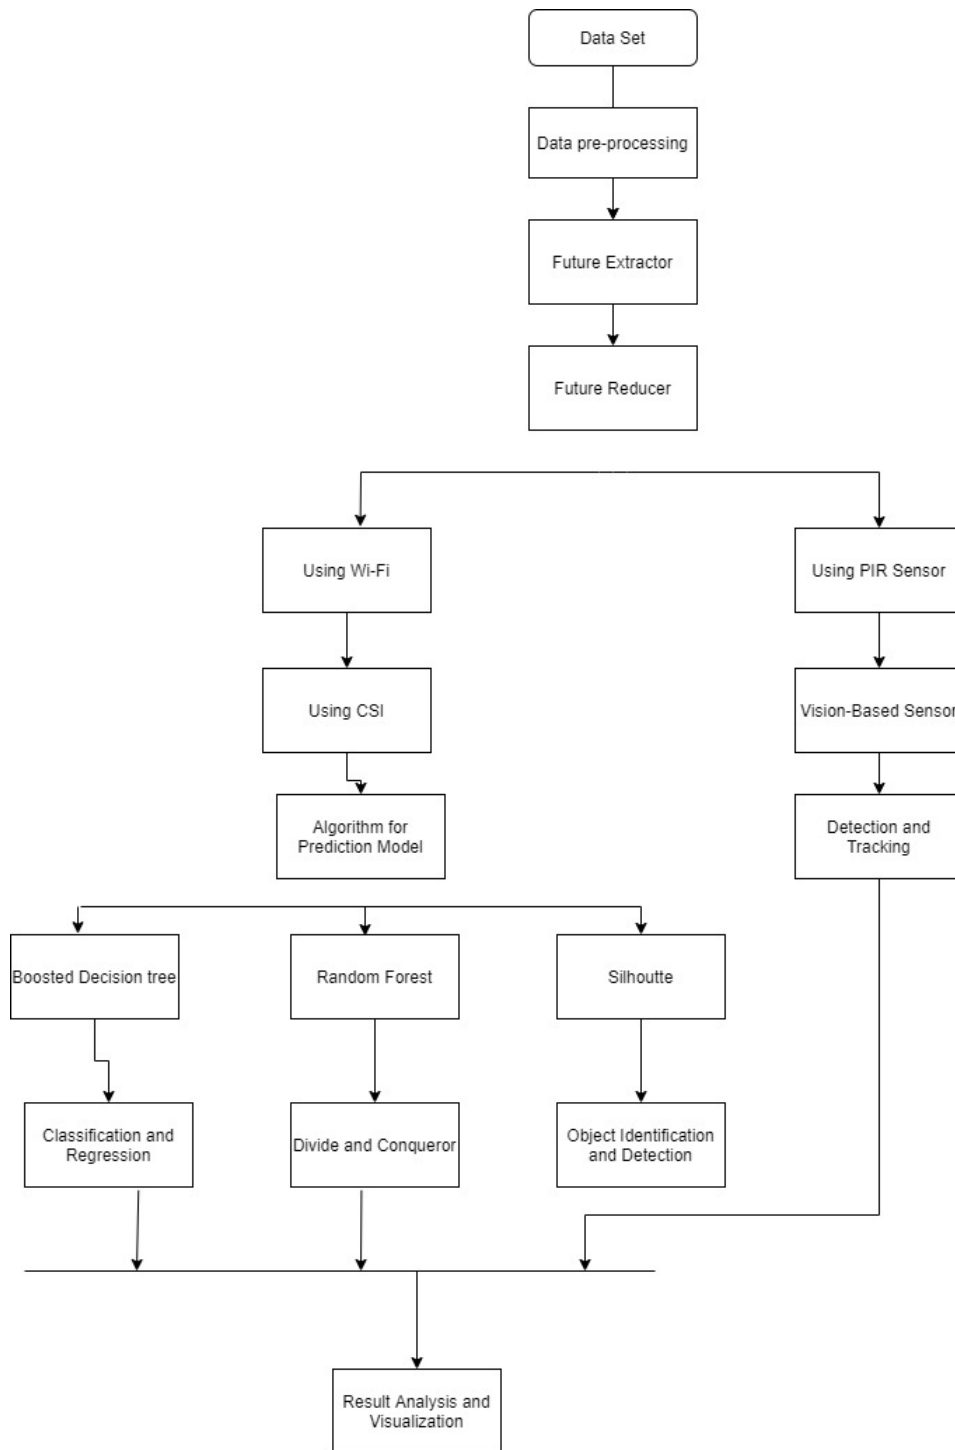 Data Set
Data pre-processing
Future Extractor
Future Reducer
Using Wi-Fi
Using PIR Sensor
Using CSI
Vision-Based Sensor
Algorithm for
Prediction Model
Detection and
Tracking
Boosted Decision tree
Random Forest
Silhoutte
Classification and
Regression
Divide and Conqueror
Object Identification
and Detection
Result Analysis and
Visualization